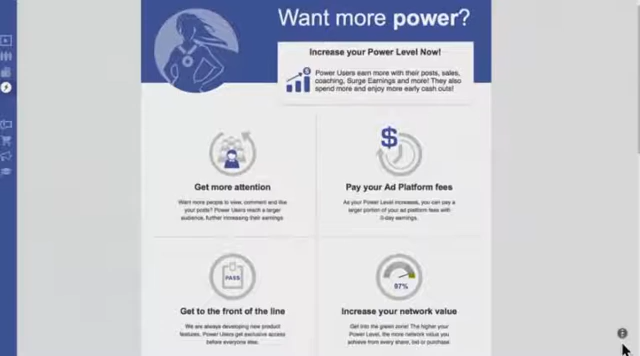 Want more power?
Increase your Power Level Now!
Power Users earn more with their posts, sales,
coaching, Surge Earnings and more! They also
spend more and enjoy more early cash outs!
$
Get more attention
Want more people to view, comment and like
your posts? Power Users reach a larger
audience, further increasing their earnings
Pay your Ad Platform fees
As your Power Level increases, you can pay a
larger portion of your ad platform fees with
0-day earnings.
PASS
Get to the front of the line
We are always developing new product
features, Power Users get exclusive access
before everyone else.
97%
Increase your network value
Get into the green zone! The higher your
Power Level, the more network value you
achieve from every share, bid or purchase.